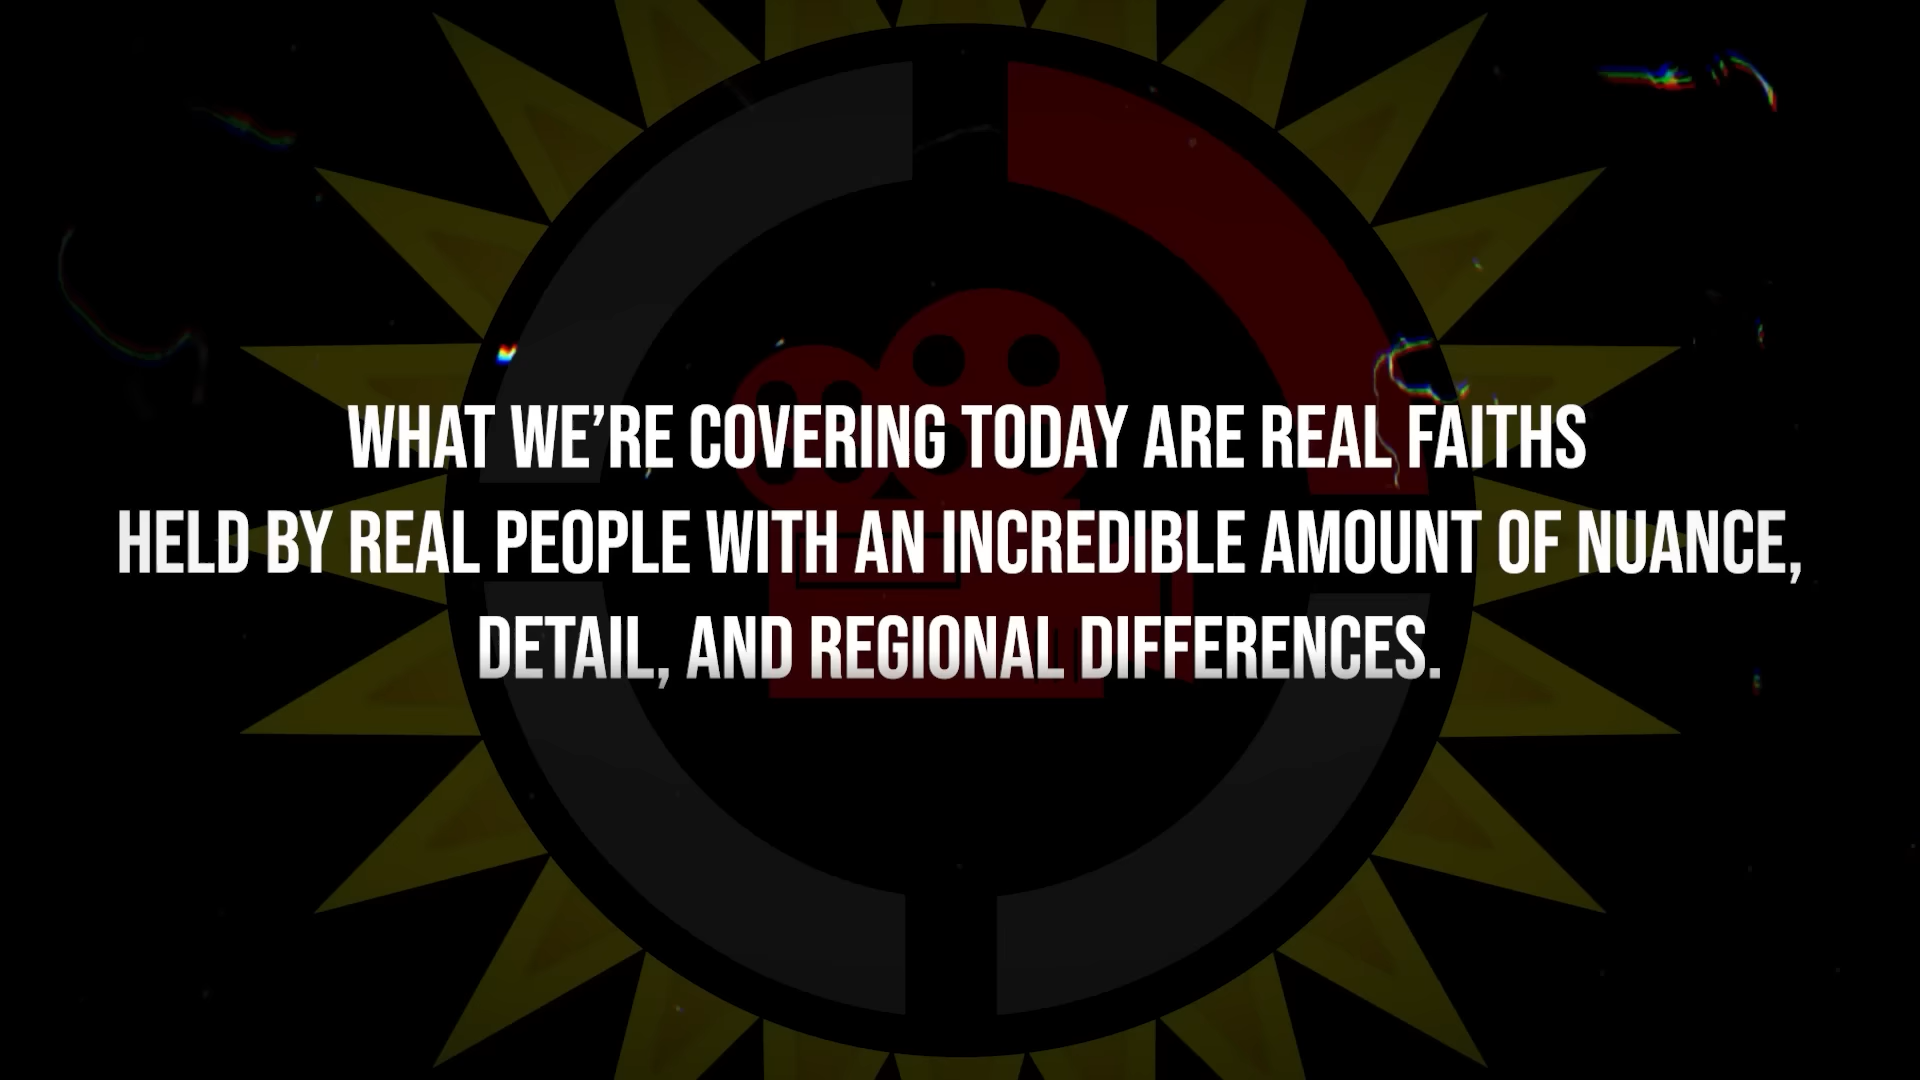 WHAT WE’RE COVERING TODAY ARE REAL FAITHS
HELD BY REAL PEOPLE WITH AN INCREDIBLE AMOUNT OF NUANCE,
DETAIL, AND REGIONAL DIFFERENCES.